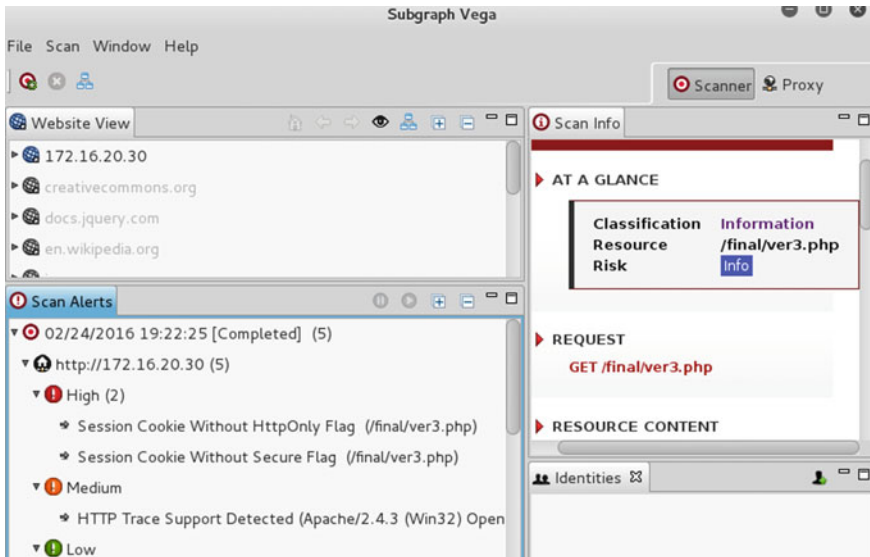 Subgraph Vega
File Scan Window Help
Scanner Proxy
Website View
172.16.20.30
creativecommons.org
docs.jquery.com
en.wikipedia.org
Scan Alerts
02/24/2016 19:22:25 [Completed] (5)
http://172.16.20.30 (5)
High (2)
Session Cookie Without HttpOnly Flag (/final/ver3.php)
Session Cookie Without Secure Flag (/final/ver3.php)
Medium
HTTP Trace Support Detected (Apache/2.4.3 (Win32) Open
Low
Scan Info
AT A GLANCE
Classification Information
Resource /final/ver3.php
Risk Info
REQUEST
GET /final/ver3.php
RESOURCE CONTENT
Identities